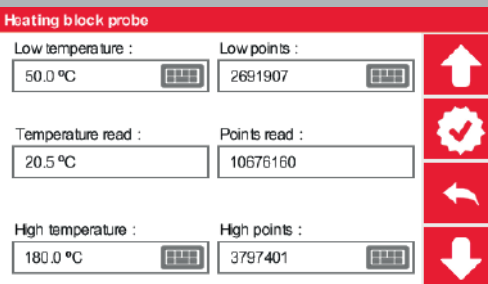 Heating block probe
Low temperature : Low points :
50.0 ºC 2691907
Temperature read : Points read :
20.5 ºC 10676160
High temperature : High points :
180.0 ºC 3797401